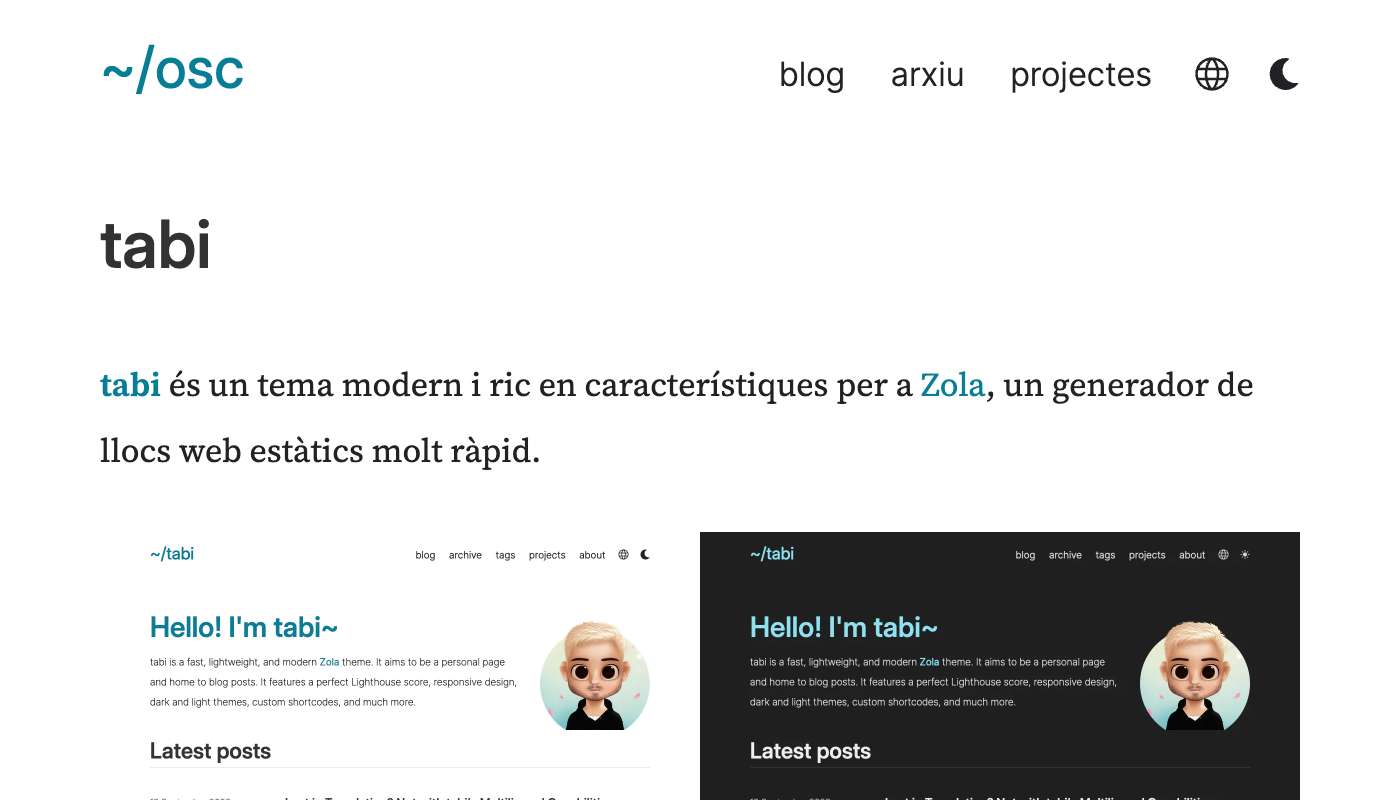 ~/osc
blog arxiu projectes
tabi
tabi és un tema modern i ric en característiques per a Zola, un generador de
llocs web estàtics molt ràpid.
~/tabi
blog archive tags projects about
Hello! I'm tabi~
tabi is a fast, lightweight, and modern Zola theme. It aims to be a personal page
and home to blog posts. It features a perfect Lighthouse score, responsive design,
dark and light themes, custom shortcodes, and much more.
Latest posts
~/tabi
blog archive tags projects about
Hello! I'm tabi~
tabi is a fast, lightweight, and modern Zola theme. It aims to be a personal page
and home to blog posts. It features a perfect Lighthouse score, responsive design,
dark and light themes, custom shortcodes, and much more.
Latest posts